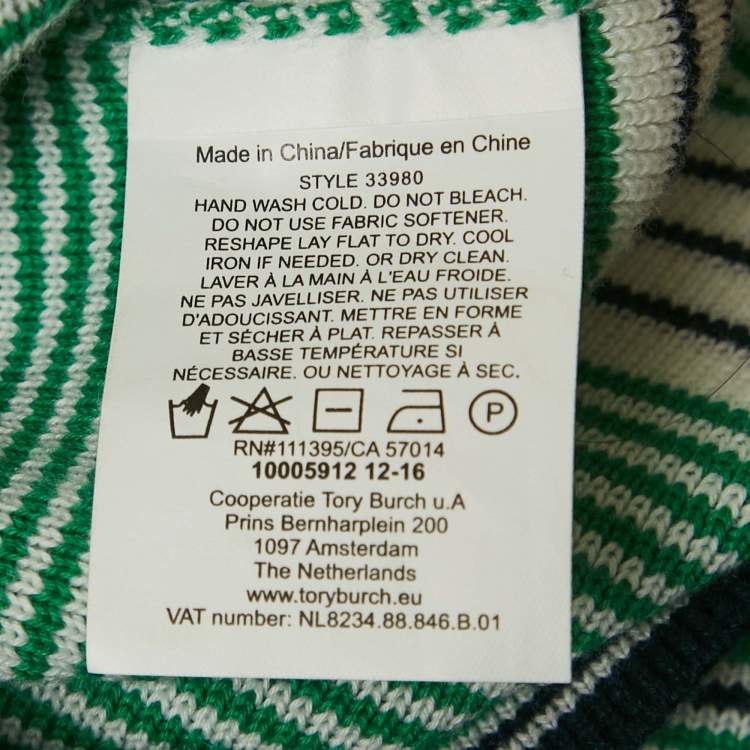 Made in China/Fabrique en Chine
STYLE 33980
HAND WASH COLD. DO NOT BLEACH.
DO NOT USE FABRIC SOFTENER.
RESHAPE LAY FLAT TO DRY. COOL
IRON IF NEEDED. OR DRY CLEAN.
LAVER À LA MAIN À L'EAU FROIDE.
NE PAS JAVELLISER. NE PAS UTILISER
D'ADOUCISSANT. METTRE EN FORME
ET SÉCHER À PLAT. REPASSER À
BASSE TEMPÉRATURE SI
NÉCESSAIRE. OU NETTOYAGE À SEC.
P
RN#111395/CA 57014
10005912 12-16
Cooperatie Tory Burch u.A
Prins Bernharplein 200
1097 Amsterdam
The Netherlands
www.toryburch.eu
VAT number: NL8234.88.846.B.01